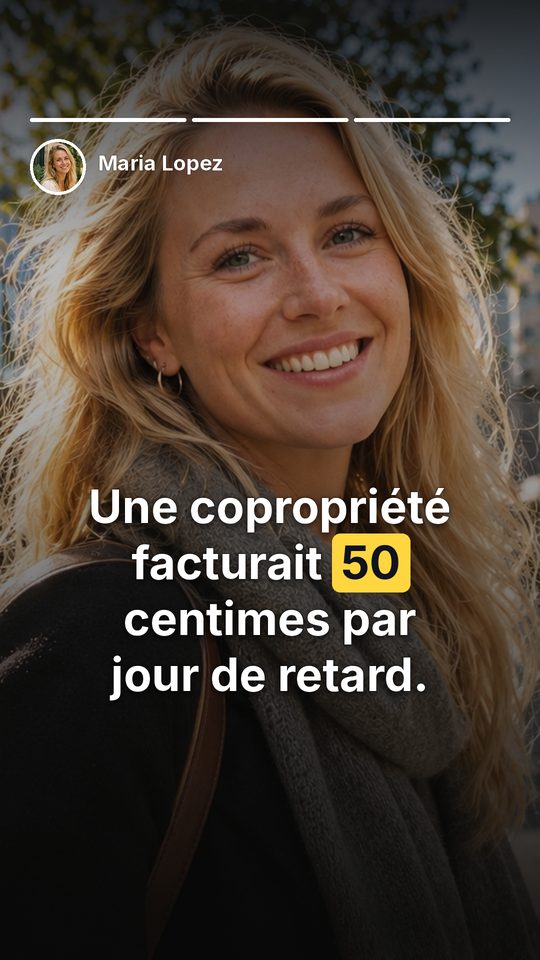 Maria Lopez
Une copropriété
facturait 50
centimes par
jour de retard.